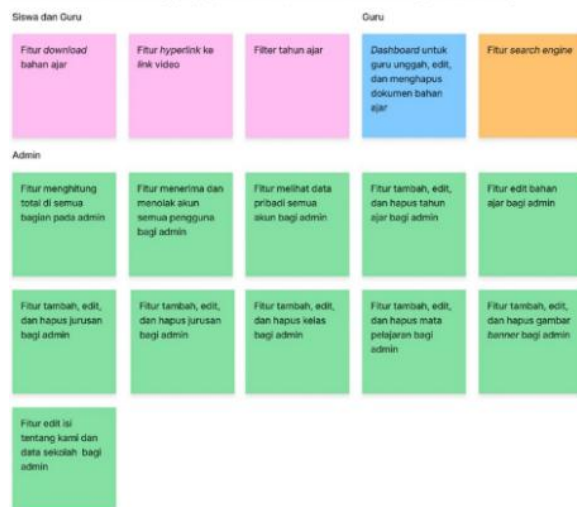 Siswa dan Guru
Guru
Fitur download
bahan ajar
Fitur hyperlink ke
link video
Filter tahun ajar
Dashboard untuk
guru unggah, edit,
dan menghapus
dokumen bahan
ajar
Fitur search engine
Admin
Fitur menghitung
total di semua
bagian pada admin
Fitur menerima dan
menolak akun
semua pengguna
bagi admin
Fitur melihat data
pribadi semua
akun bagi admin
Fitur tambah, edit,
dan hapus tahun
ajar bagi admin
Fitur edit bahan
ajar bagi admin
Fitur tambah, edit,
dan hapus jurusan
bagi admin
Fitur tambah, edit,
dan hapus jurusan
bagi admin
Fitur tambah, edit,
dan hapus kelas
bagi admin
Fitur tambah, edit,
dan hapus mata
pelajaran bagi
admin
Fitur tambah, edit,
dan hapus gambar
banner bagi admin
Fitur edit isi
tentang kami dan
data sekolah bagi
admin